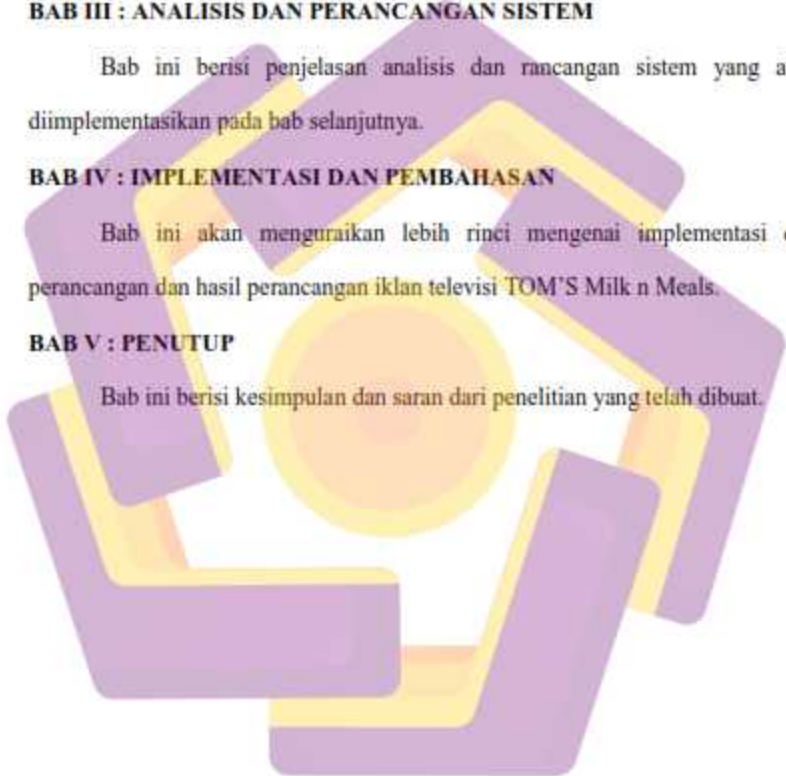 BAB III : ANALISIS DAN PERANCANGAN SISTEM
Bab ini berisi penjelasan analisis dan rancangan sistem yang
diimplementasikan pada bab selanjutnya.
BAB IV : IMPLEMENTASI DAN PEMBAHASAN
Bab ini akan menguraikan lebih rinci mengenai implementasi
perancangan dan hasil perancangan iklan televisi TOM'S Milk n Meals.
BAB V : PENUTUP
Bab ini berisi kesimpulan dan saran dari penelitian yang telah dibuat.